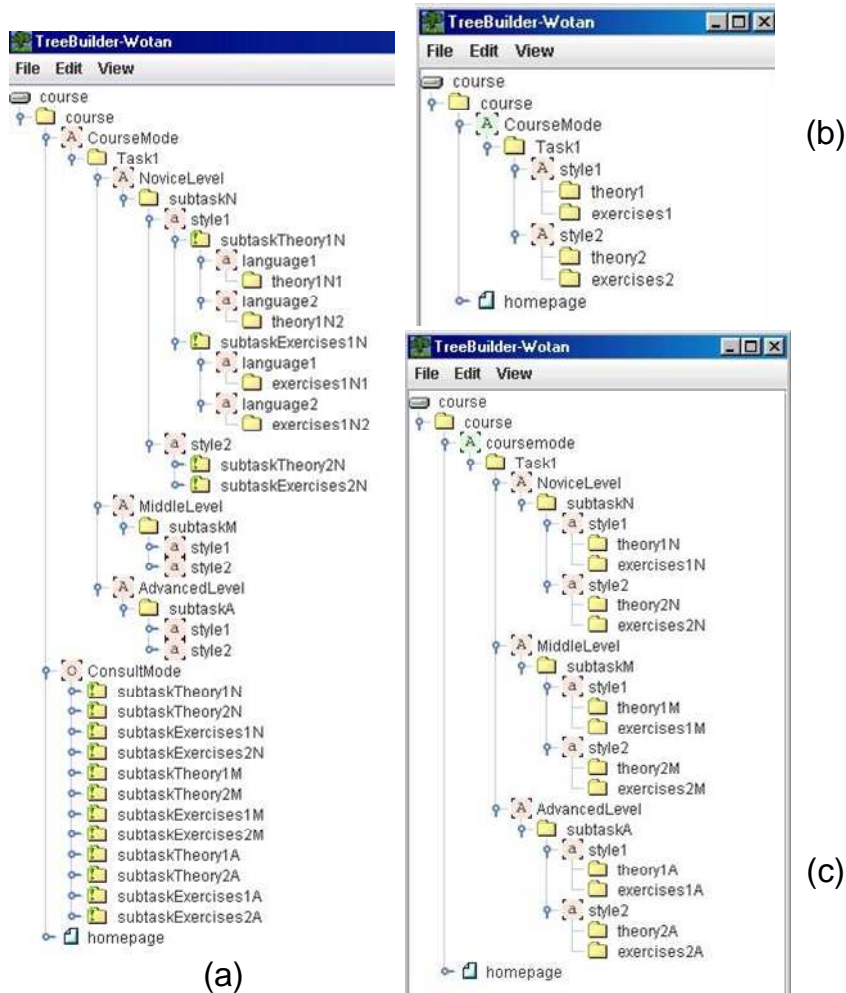 TreeBuilder-Wotan
File Edit View
course
course
A CourseMode
Task1
A NoviceLevel
subtaskN
a style1
subtaskTheory1N
a language1
theory1N1
a language2
theory1N2
subtaskExercises1N
a language1
exercises1N1
a language2
exercises1N2
a style2
subtaskTheory2N
subtaskExercises2N
A MiddleLevel
subtaskM
a style1
a style2
A AdvancedLevel
subtaskA
a style1
a style2
O ConsultMode
subtaskTheory1N
subtaskTheory2N
subtaskExercises1N
subtaskExercises2N
subtaskTheory1M
subtaskTheory2M
subtaskExercises1M
subtaskExercises2M
subtaskTheory1A
subtaskTheory2A
subtaskExercises1A
subtaskExercises2A
homepage
(a)
TreeBuilder-Wotan
File Edit View
course
course
A CourseMode
Task1
A style1
theory1
exercises1
A style2
theory2
exercises2
homepage
(b)
TreeBuilder-Wotan
File Edit View
course
course
A coursemode
Task1
A NoviceLevel
subtaskN
a style1
theory1N
exercises1N
a style2
theory2N
exercises2N
A MiddleLevel
subtaskM
a style1
theory1M
exercises1M
a style2
theory2M
exercises2M
A AdvancedLevel
subtaskA
a style1
theory1A
exercises1A
a style2
theory2A
exercises2A
homepage
(c)